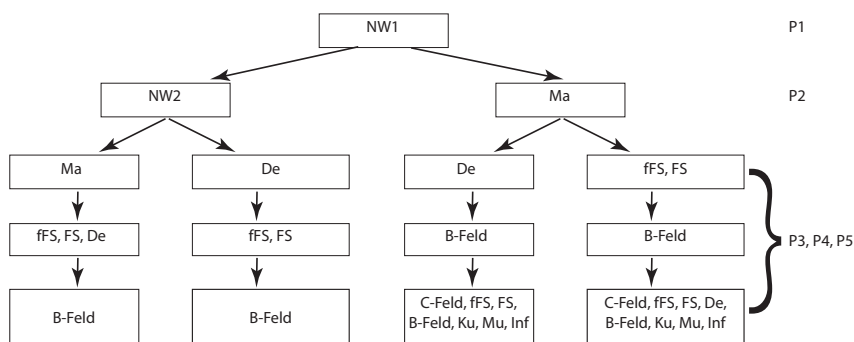 NW1
P1
NW2
Ma
P2
Ma
De
De
fFS, FS
fFS, FS, De
fFS, FS
B-Feld
B-Feld
P3, P4, P5
B-Feld
B-Feld
C-Feld, fFS, FS,
B-Feld, Ku, Mu, Inf
C-Feld, fFS, FS, De,
B-Feld, Ku, Mu, Inf